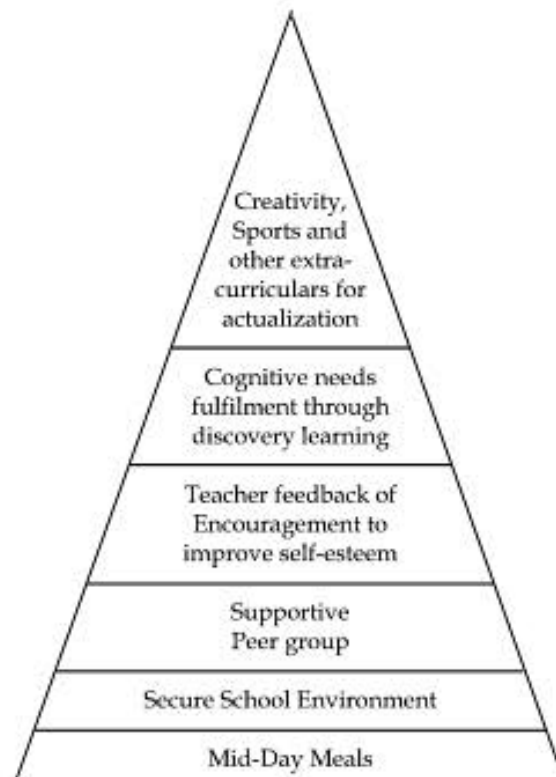 Creativity,
Sports and
other extra-
curriculars for
actualization
Cognitive needs
fulfilment through
discovery learning
Teacher feedback of
Encouragement to
improve self-esteem
Supportive
Peer group
Secure School Environment
Mid-Day Meals